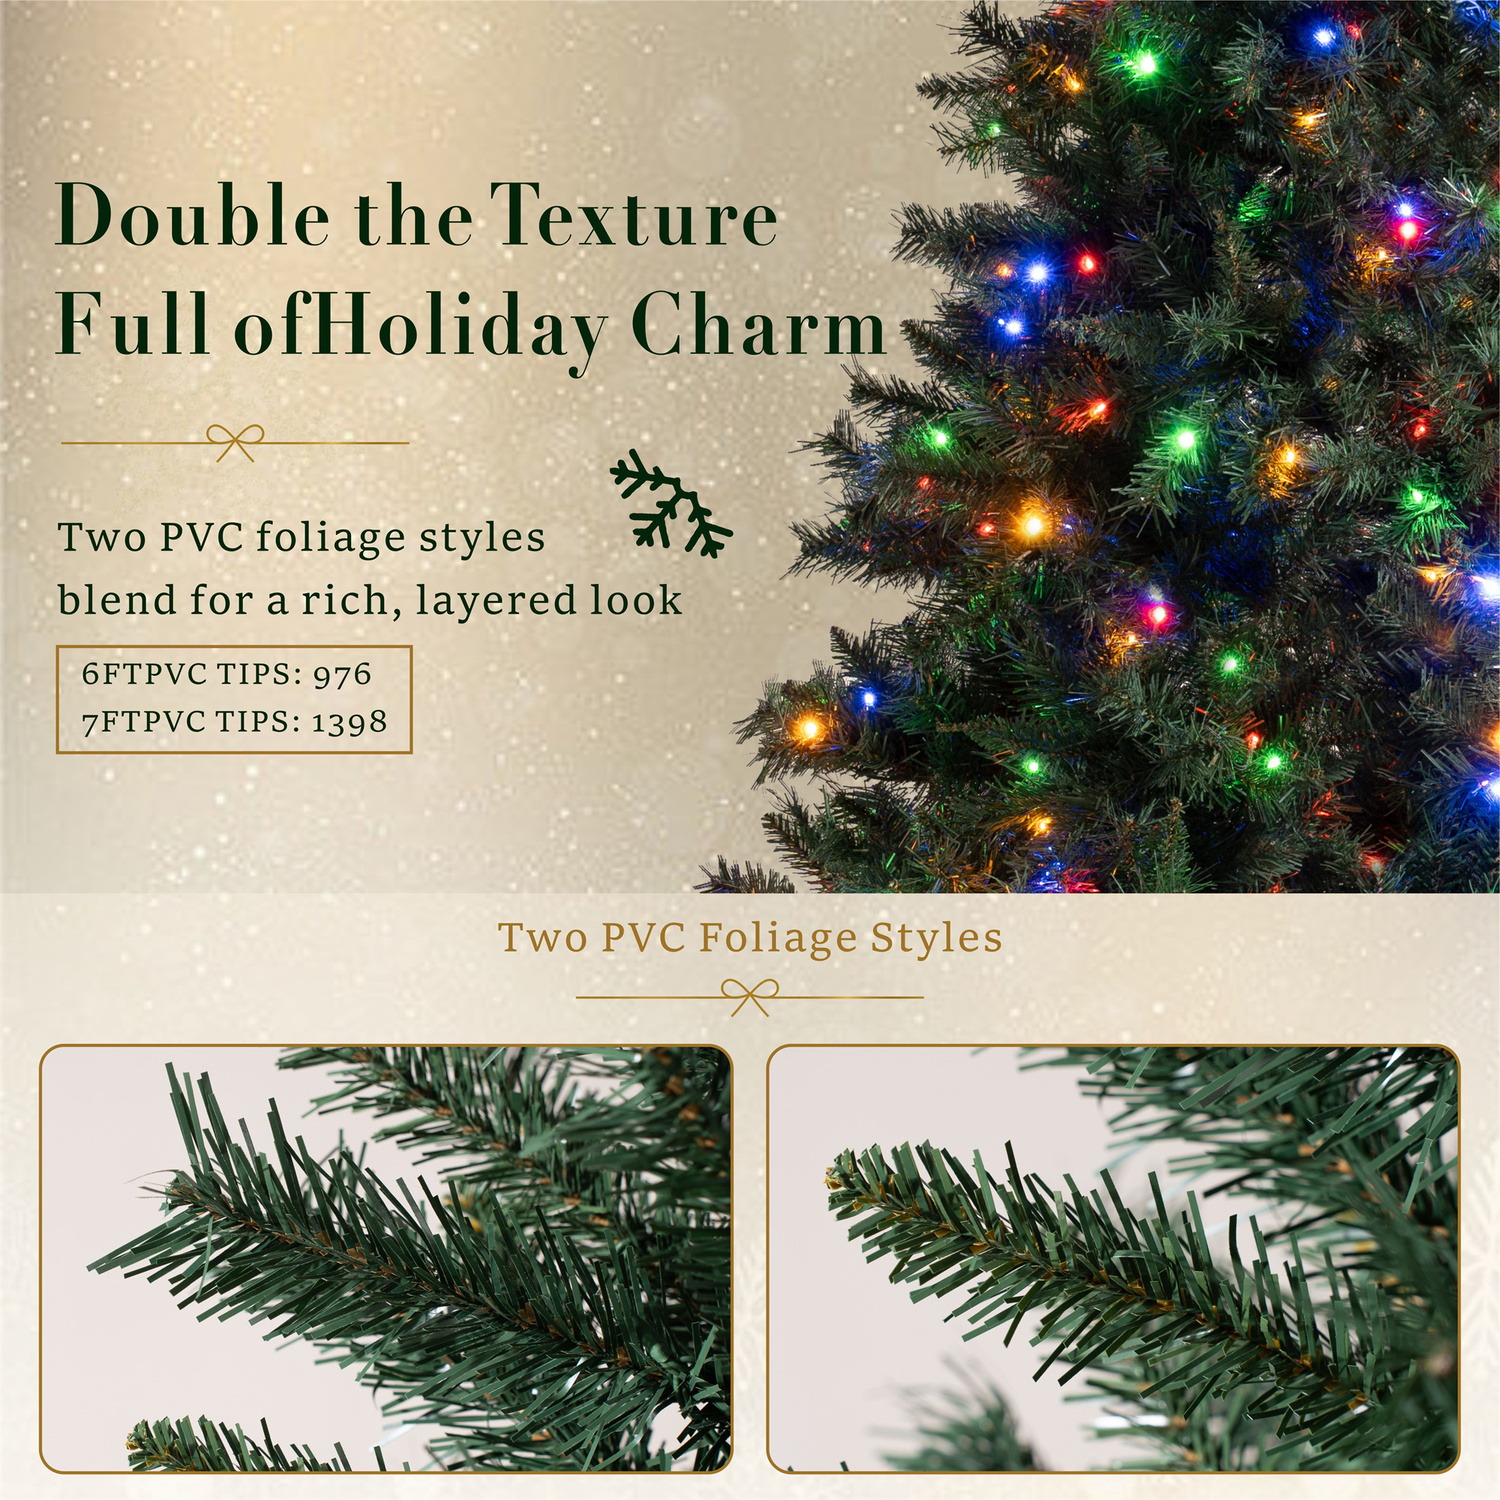 Double the Texture
Full ofHoliday Charm
Two PVC foliage styles
blend for a rich, layered look
6FTPVC TIPS: 976
7FTPVC TIPS: 1398
Two PVC Foliage Styles